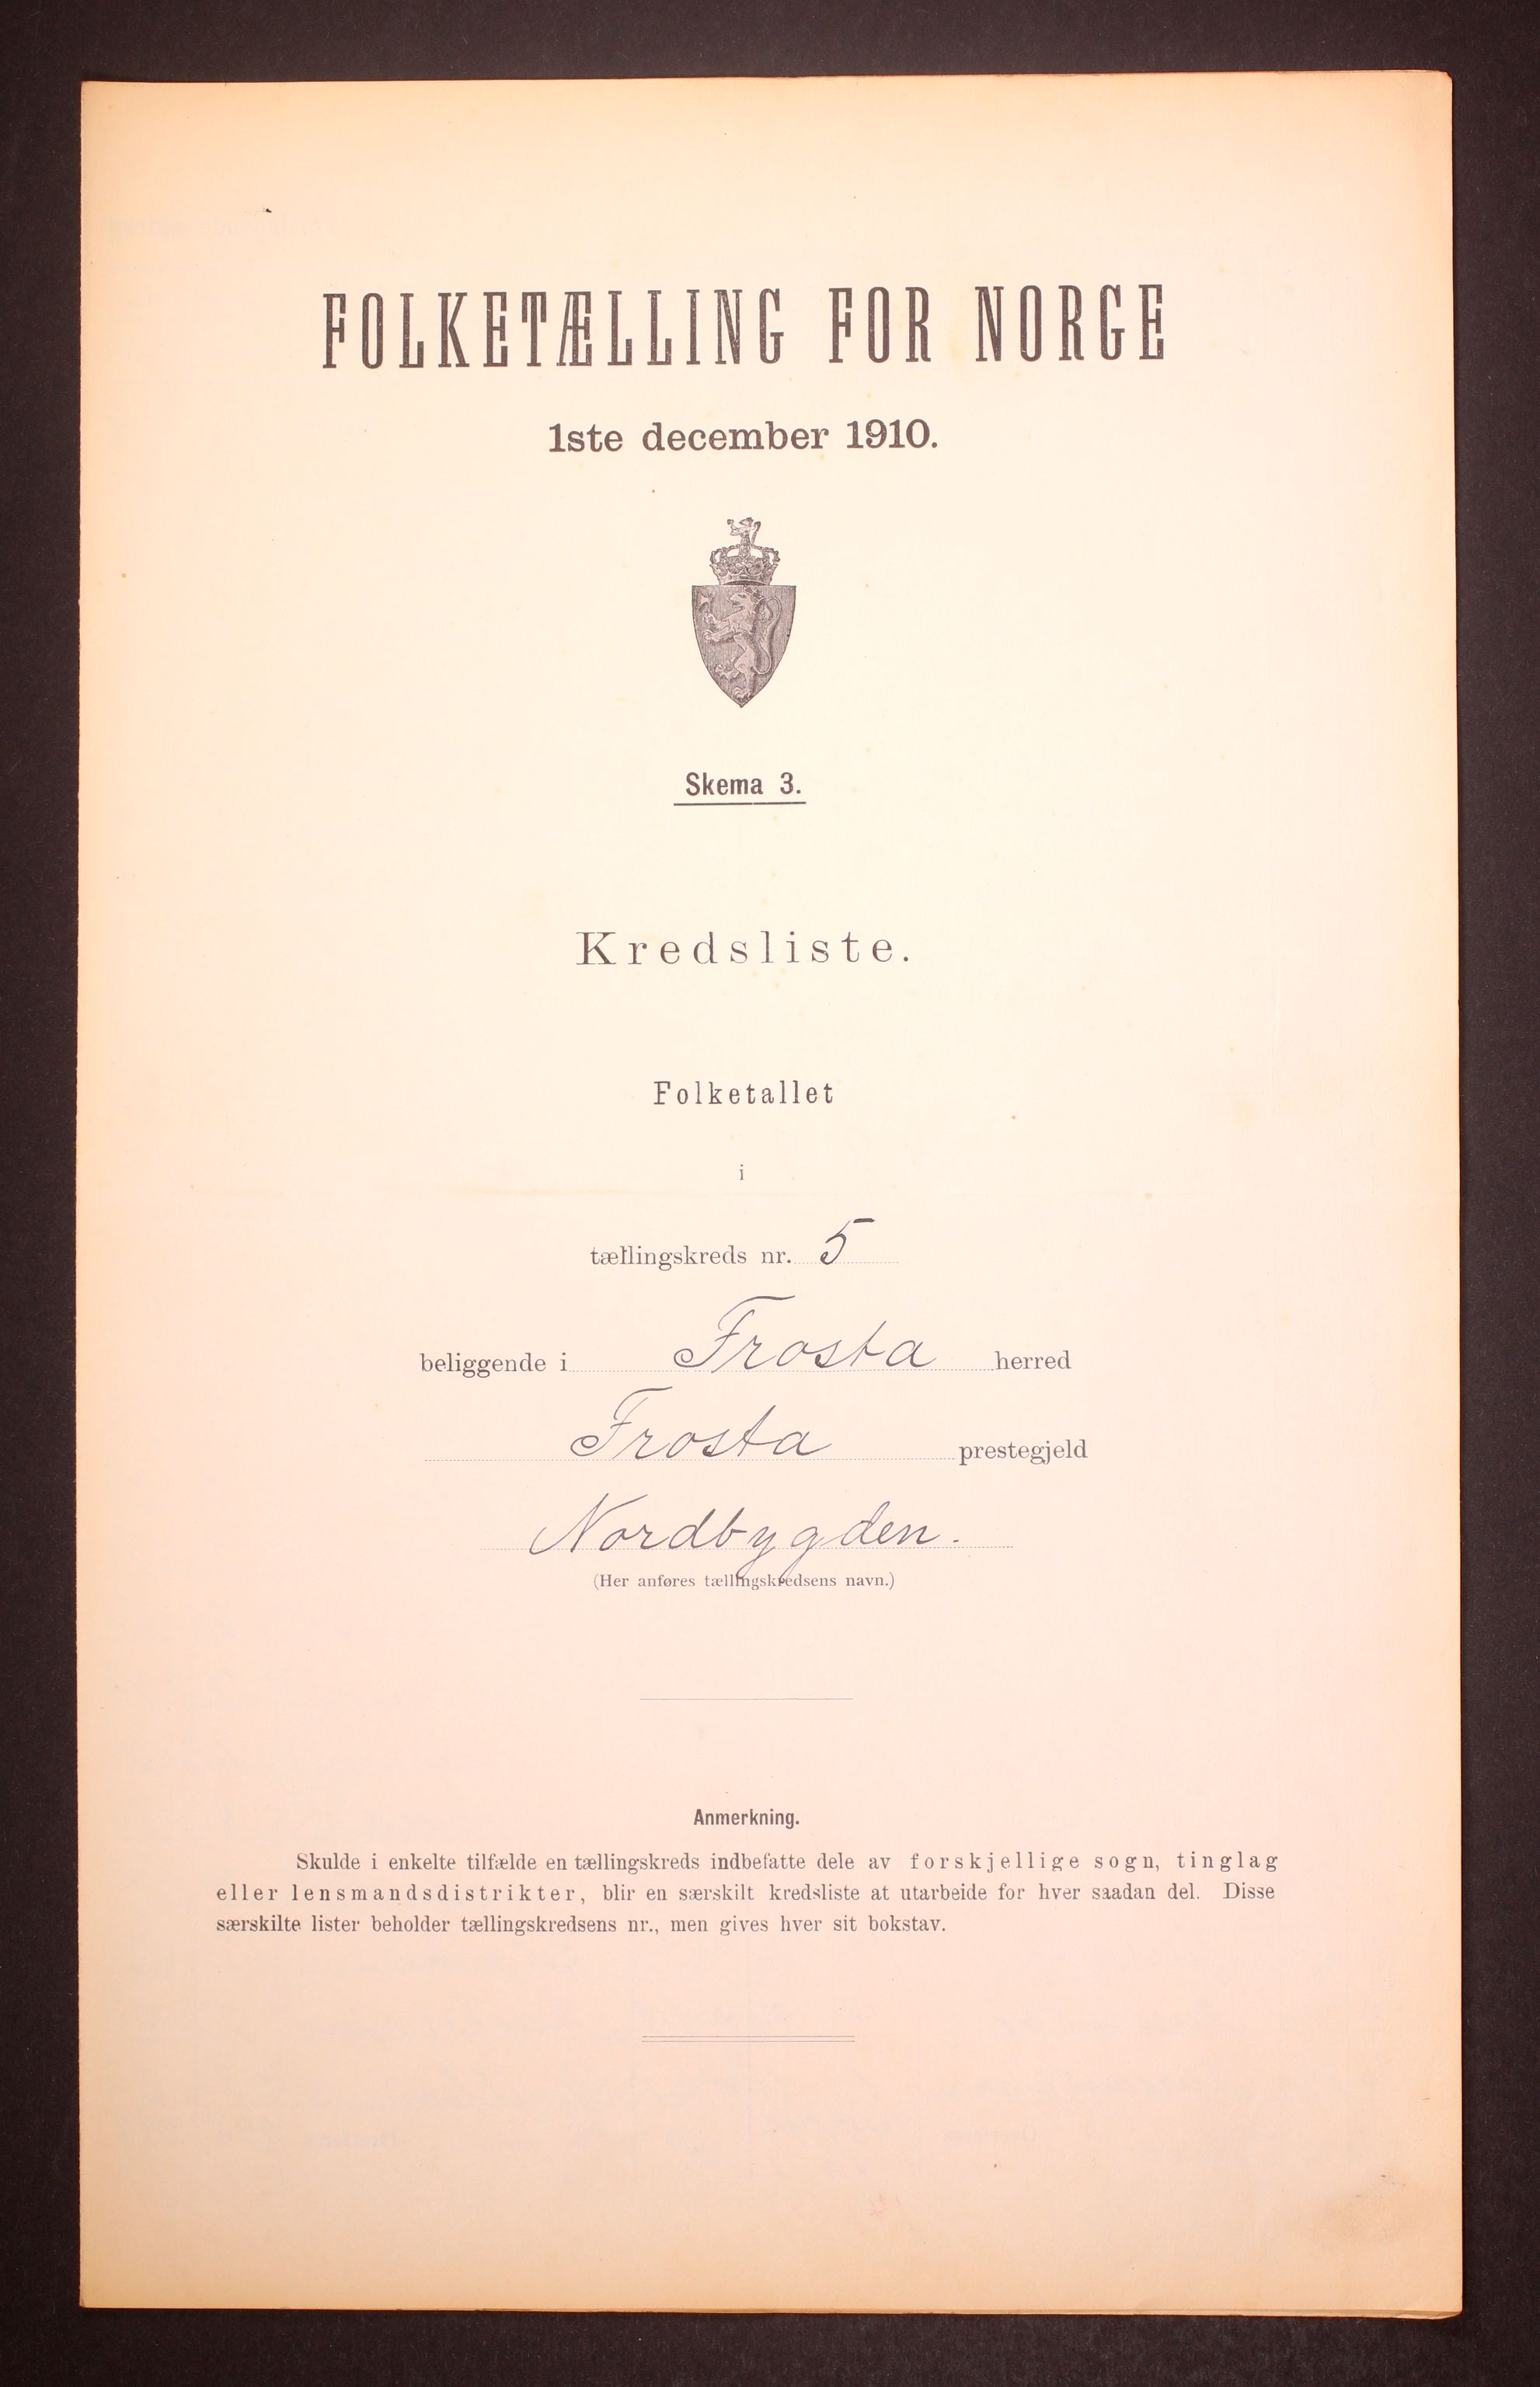 FOLKETÆLLING FOR NORGE
1ste december 1910.
Skema 3.
Kredsliste.
Folketallet
i
tællingskreds nr. 5
beliggende i Frosta herred
Frosta prestegjeld
Nordbygden.
(Her anføres tællingskredsens navn.)
Anmerkning.
Skulde i enkelte tilfælde en tællingskreds indbefatte dele av forskjellige sogn, tinglag
eller lensmandsdistrikter, blir en særskilt kredsliste at utarbeide for hver saadan del. Disse
særskilte lister beholder tællingskredsens nr., men gives hver sit bokstav.